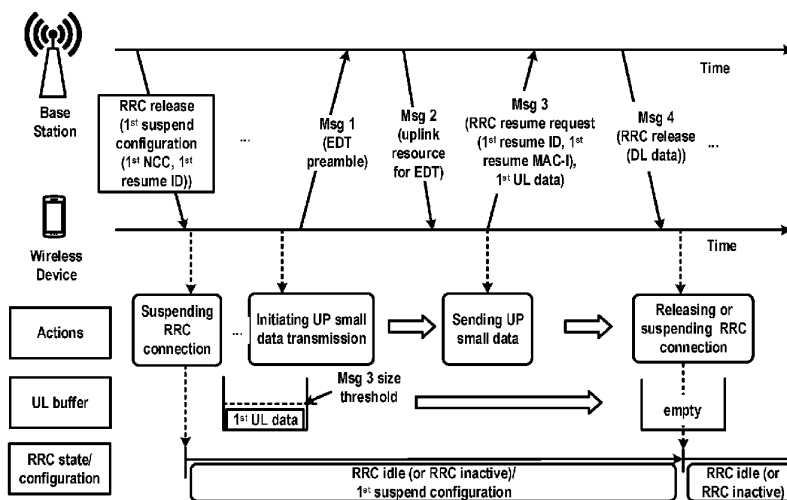 Time
Base
Station
RRC release
(1st suspend
configuration
(1st NCC, 1st
resume ID))
...
Msg 1
(EDT
preamble)
Msg 2
(uplink
resource
for EDT)
Msg 3
(RRC resume request
(1st resume ID, 1st
resume MAC-I),
1st UL data)
Msg 4
(RRC release
(DL data))
...
Wireless
Device
Time
Actions
Suspending
RRC
connection
...
Initiating UP small
data transmission
Sending UP
small data
Releasing or
suspending RRC
connection
UL buffer
1st UL data
Msg 3 size
threshold
empty
RRC state/
configuration
RRC idle (or RRC inactive)/
1st suspend configuration
RRC idle (or
RRC inactive)